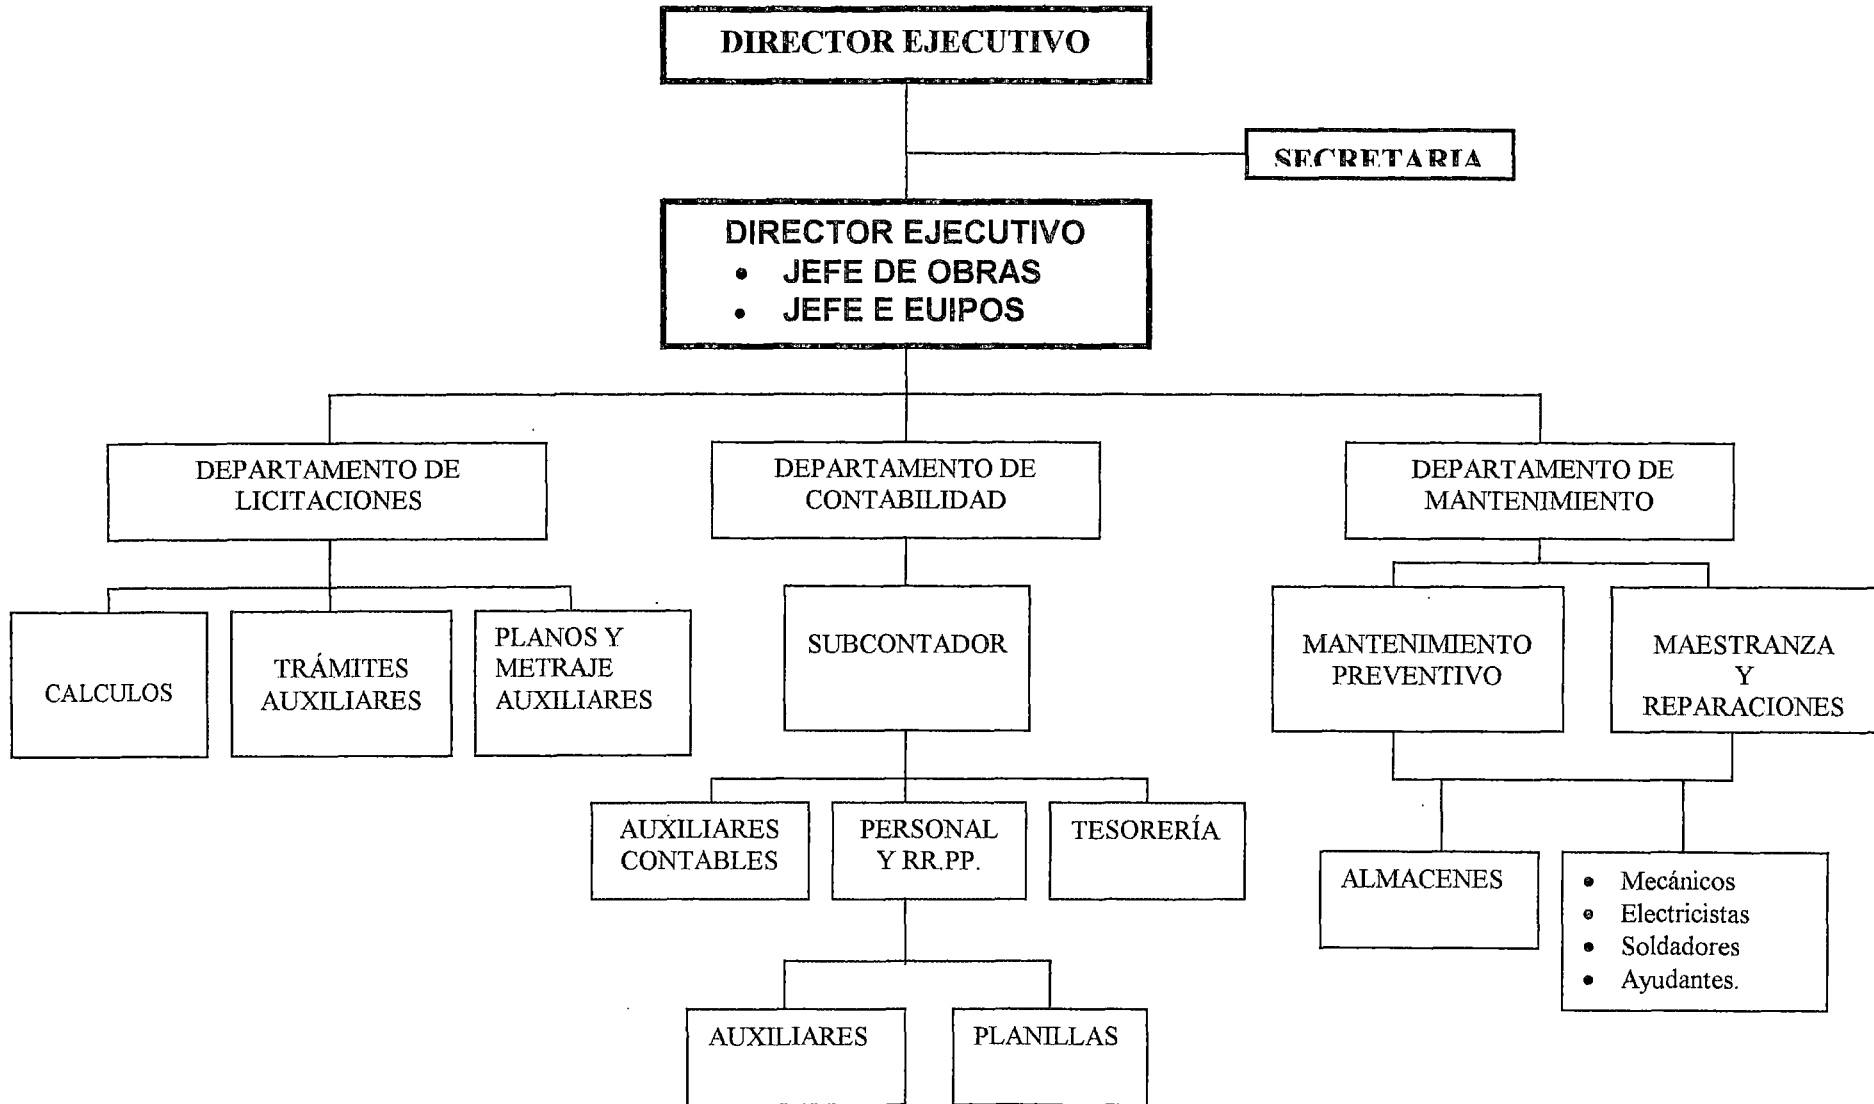 DIRECTOR EJECUTIVO
SECRETARIA
DIRECTOR EJECUTIVO
• JEFE DE OBRAS
• JEFE E EUIPOS
DEPARTAMENTO DE
LICITACIONES
DEPARTAMENTO DE
CONTABILIDAD
DEPARTAMENTO DE
MANTENIMIENTO
CALCULOS
TRÁMITES
AUXILIARES
PLANOS Y
METRAJE
AUXILIARES
SUBCONTADOR
MANTENIMIENTO
PREVENTIVO
MAESTRANZA
Y
REPARACIONES
AUXILIARES
CONTABLES
PERSONAL
Y RR.PP.
TESORERÍA
ALMACENES
• Mecánicos
• Electricistas
• Soldadores
• Ayudantes.
AUXILIARES
PLANILLAS